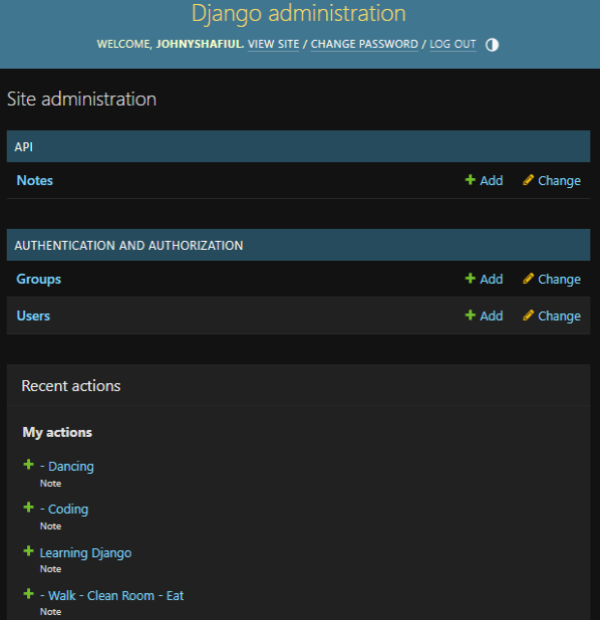 Django administration
WELCOME, JOHNYSHAFIUL. VIEW SITE / CHANGE PASSWORD / LOG OUT
Site administration
API
Notes + Add Change
AUTHENTICATION AND AUTHORIZATION
Groups + Add Change
Users + Add Change
Recent actions
My actions
+ - Dancing
Note
+ - Coding
Note
+ Learning Django
Note
+ - Walk - Clean Room - Eat
Note